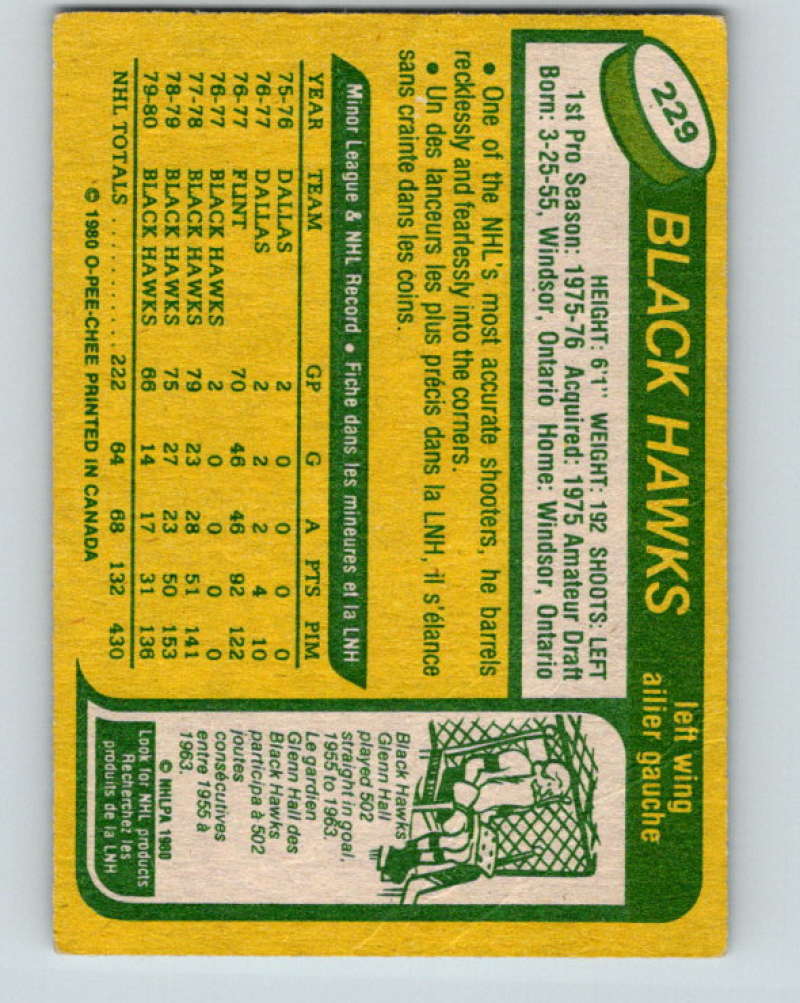 229
BLACK HAWKS
left wing
ailier gauche
HEIGHT: 6'1" WEIGHT: 192 SHOOTS: LEFT
1st Pro Season: 1975-76 Acquired: 1975 Amateur Draft
Born: 3-25-55, Windsor, Ontario Home: Windsor, Ontario
• One of the NHL's most accurate shooters, he barrels
recklessly and fearlessly into the corners.
• Un des lanceurs les plus précis dans la LNH, il s'élance
sans crainte dans les coins.
Minor League & NHL Record • Fiche dans les mineures et la LNH
YEAR TEAM GP G A PTS PIM
75-76 DALLAS 2 0 0 0 0
76-77 DALLAS 2 2 2 4 10
76-77 FLINT 70 46 46 92 122
76-77 BLACK HAWKS 2 0 0 0 0
77-78 BLACK HAWKS 79 23 28 51 141
78-79 BLACK HAWKS 75 27 23 50 153
79-80 BLACK HAWKS 66 14 17 31 136
NHL TOTALS .......... 222 64 68 132 430
© 1980 O-PEE-CHEE PRINTED IN CANADA
Black Hawks
Glenn Hall
played 502
straight in goal,
1955 to 1963.
Le gardien
Glenn Hall des
Black Hawks
participa à 502
joutes
consécutives
entre 1955 à
1963.
© NHLPA 1980
Look for NHL products
Recherchez les
produits de la LNH